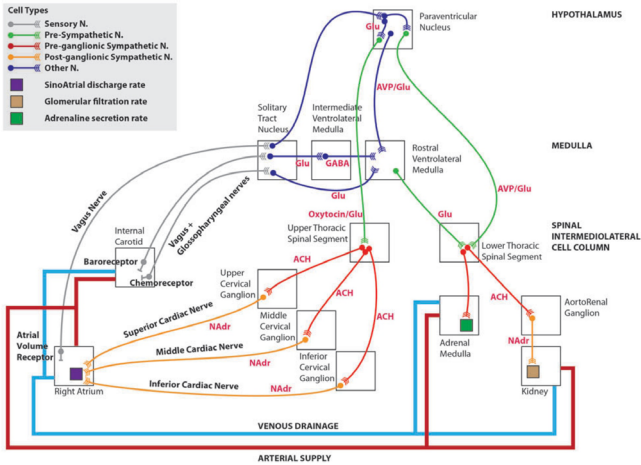 Cell Types
Sensory N.
Pre-Sympathetic N.
Pre-ganglionic Sympathetic N.
Post-ganglionic Sympathetic N.
Other N.
SinoAtrial discharge rate
Glomerular filtration rate
Adrenaline secretion rate
HYPOTHALAMUS
Paraventricular
Nucleus
Glu
AVP/Glu
Solitary
Tract
Nucleus
Intermediate
Ventrolateral
Medulla
MEDULLA
Rostral
Ventrolateral
Medulla
Glu
GABA
Glu
AVP/Glu
Vagus Nerve
Vagus +
Glossopharyngeal nerves
Oxytocin/Glu
Glu
SPINAL
INTERMEDIOLATERAL
CELL COLUMN
Internal
Carotid
Baroreceptor
Chemoreceptor
Upper Thoracic
Spinal Segment
Lower Thoracic
Spinal Segment
ACH
Upper
Cervical
Ganglion
ACH
ACH
ACH
Superior Cardiac Nerve
NAdr
Middle
Cervical
Ganglion
AortoRenal
Ganglion
Atrial
Volume
Receptor
Middle Cardiac Nerve
NAdr
Inferior
Cervical
Ganglion
Adrenal
Medulla
NAdr
Inferior Cardiac Nerve
NAdr
Right Atrium
Kidney
VENOUS DRAINAGE
ARTERIAL SUPPLY